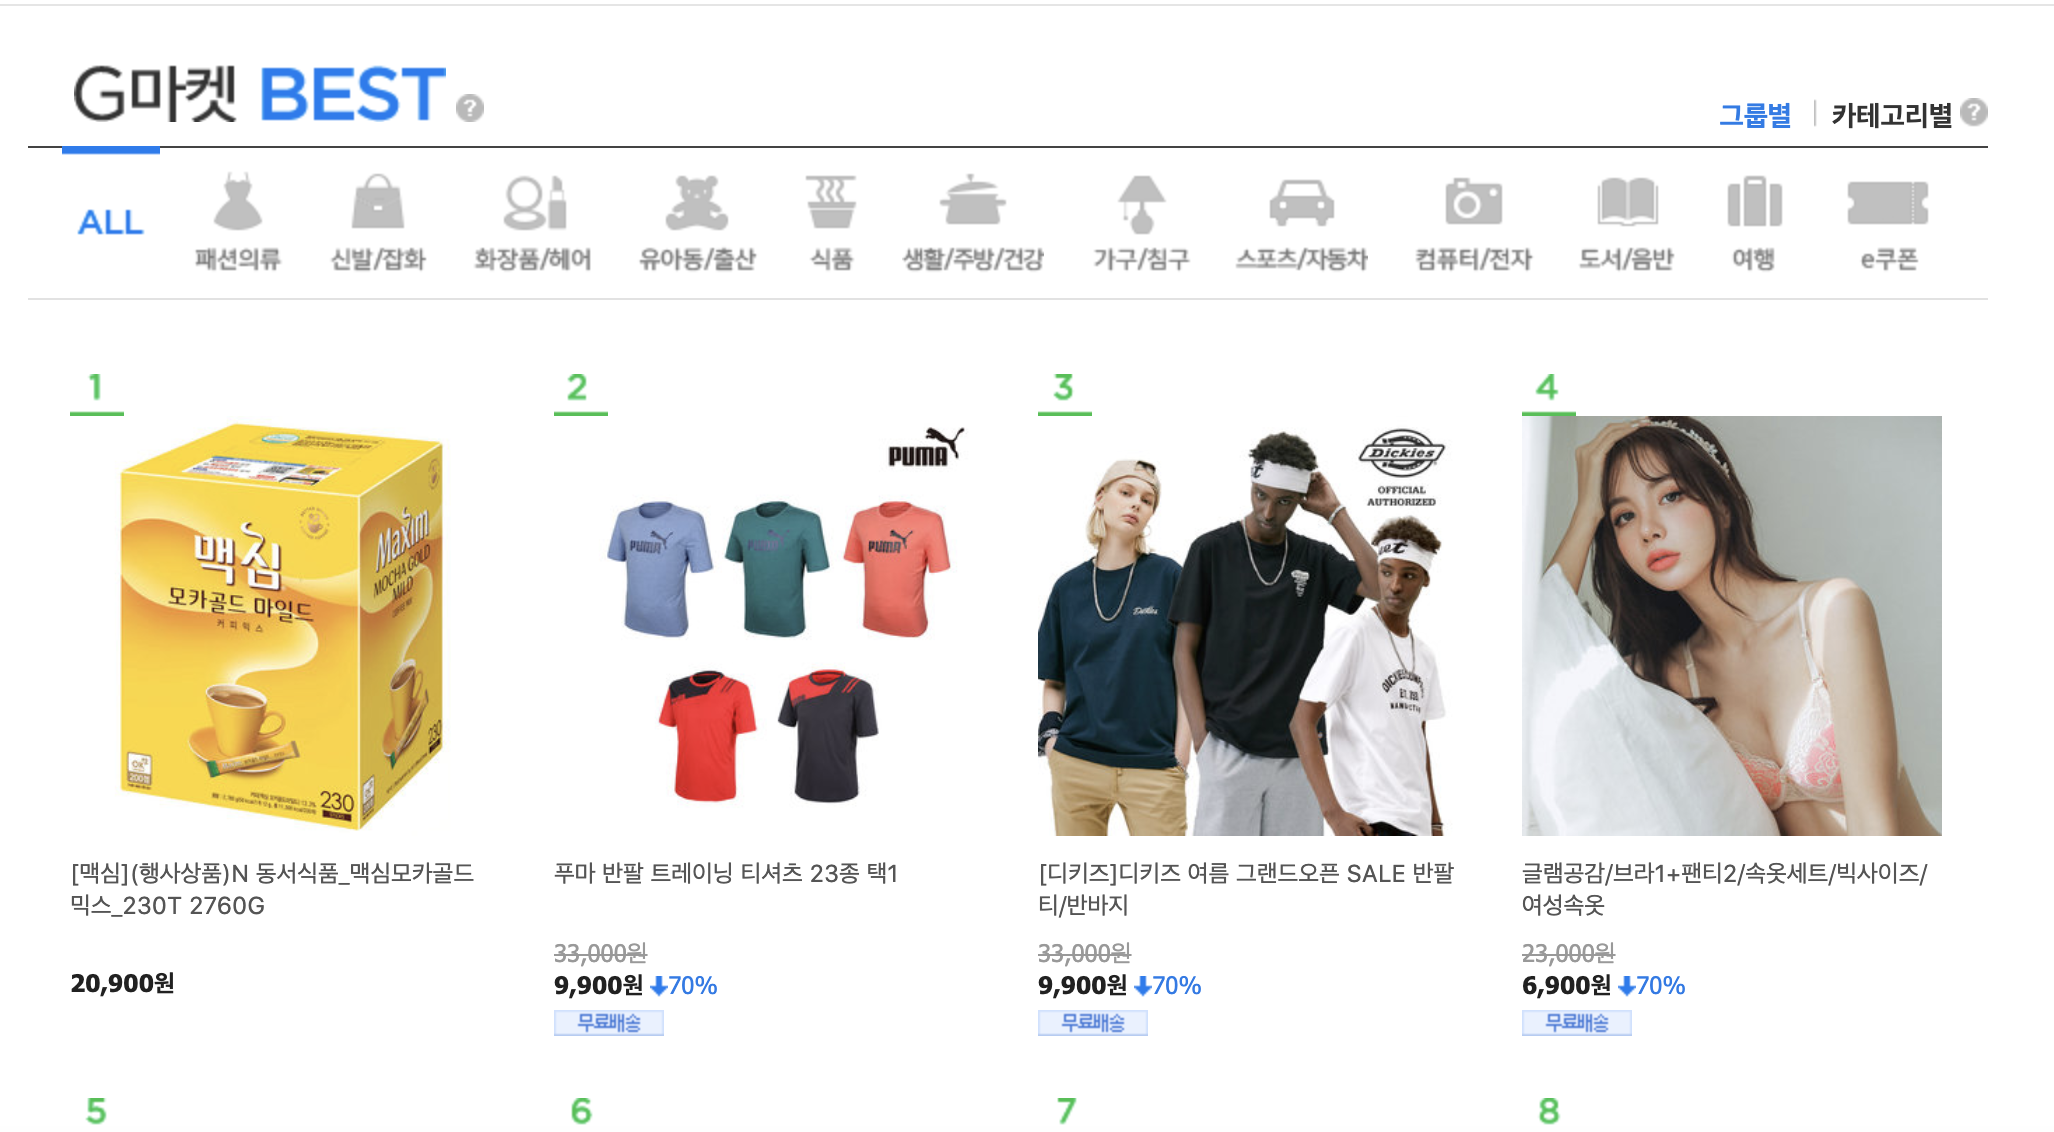 G마켓 BEST ?
그룹별 | 카테고리별 ?
ALL
패션의류
신발/잡화
화장품/헤어
유아동/출산
식품
생활/주방/건강
가구/침구
스포츠/자동차
컴퓨터/전자
도서/음반
여행
e쿠폰
1
맥심
모카골드 마일드
커피믹스
Maxim
MOCHA GOLD
MILD
230
230
[맥심](행사상품)N 동서식품_맥심모카골드
믹스_230T 2760G
20,900원
2
PUMA
PUMA
PUMA
PUMA
푸마 반팔 트레이닝 티셔츠 23종 택1
33,000원
9,900원 70%
무료배송
3
Dickies
OFFICIAL
AUTHORIZED
Dickies
[디키즈]디키즈 여름 그랜드오픈 SALE 반팔
티/반바지
33,000원
9,900원 70%
무료배송
4
글램공감/브라1+팬티2/속옷세트/빅사이즈/
여성속옷
23,000원
6,900원 70%
무료배송
5
6
7
8